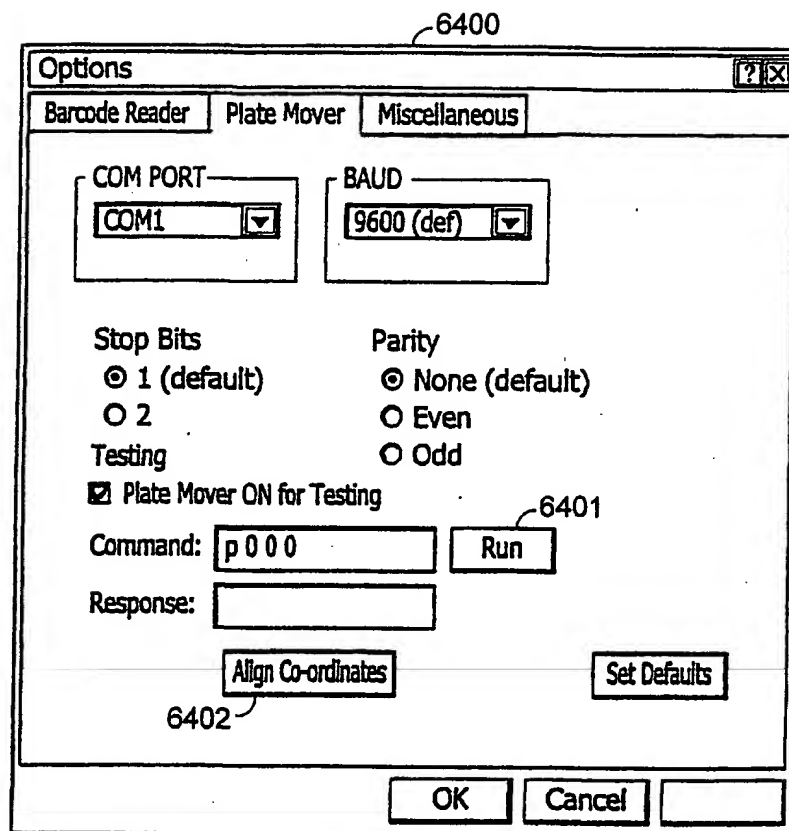 6400
Options ? X
Barcode Reader Plate Mover Miscellaneous
COM PORT BAUD
COM1 9600 (def)
Stop Bits Parity
1 (default) None (default)
2 Even
Testing Odd
Plate Mover ON for Testing
6401
Command: p 0 0 0 Run
Response:
Align Co-ordinates Set Defaults
6402
OK Cancel